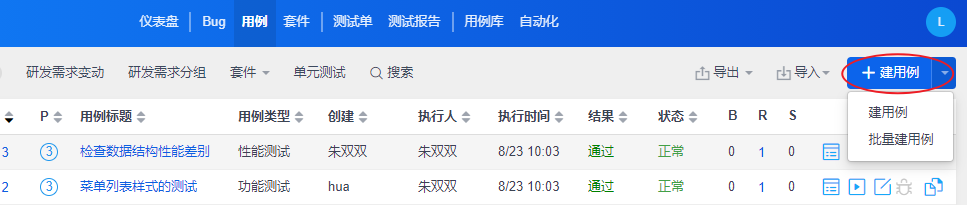 仪表盘 Bug 用例 套件 测试单 测试报告 用例库 自动化 L
研发需求变动 研发需求分组 套件 单元测试 搜索 导出 导入 + 建用例
P 用例标题 用例类型 创建 执行人 执行时间 结果 状态 B R S
建用例
批量建用例
3 3 检查数据结构性能差别 性能测试 朱双双 朱双双 8/23 10:03 通过 正常 0 1 0
2 3 菜单列表样式的测试 功能测试 hua 朱双双 8/23 10:03 通过 正常 0 1 0